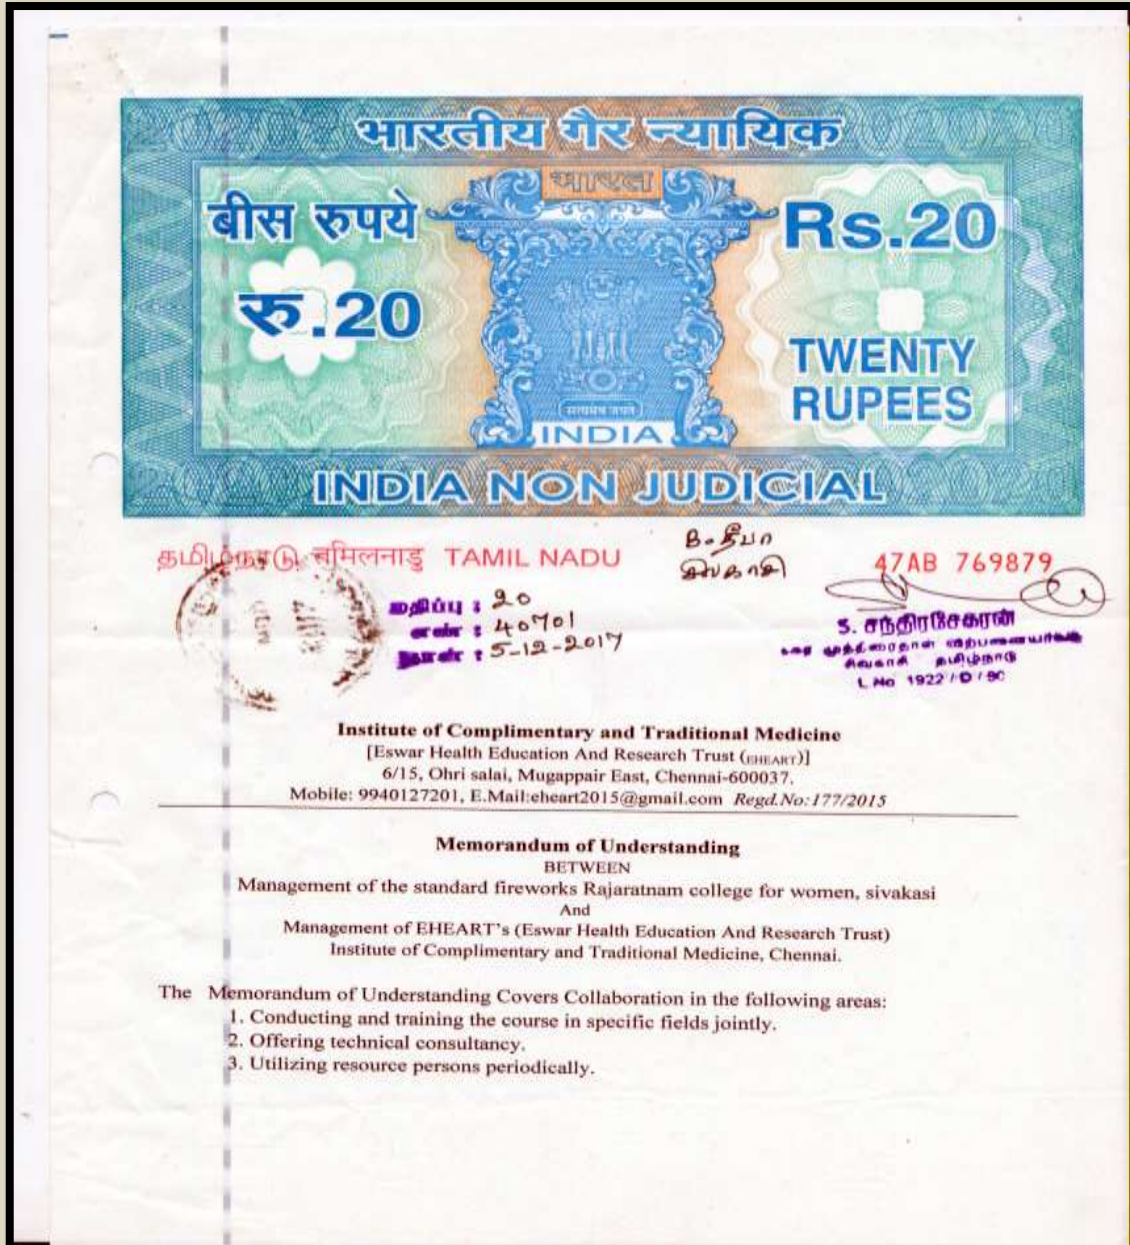 भारतीय गैर न्यायिक
भारत
बीस रुपये
रु.20
Rs.20
TWENTY
RUPEES
सत्यमेव जयते
INDIA
INDIA NON JUDICIAL
தமிழ்நாடு तमिलनाडु TAMIL NADU
B. தீபா
சிவகாசி
47AB 769879
மதிப்பு : 20
எண் : 40701
நாள் : 5-12-2017
S. சந்திரசேகரன்
சிவகாசி தமிழ்நாடு
L No 1922 / D / 90
Institute of Complimentary and Traditional Medicine
[Eswar Health Education And Research Trust (EHEART)]
6/15, Ohri salai, Mugappair East, Chennai-600037.
Mobile: 9940127201, E.Mail:eheart2015@gmail.com Regd.No:177/2015
Memorandum of Understanding
BETWEEN
Management of the standard fireworks Rajaratnam college for women, sivakasi
And
Management of EHEART's (Eswar Health Education And Research Trust)
Institute of Complimentary and Traditional Medicine, Chennai.
The Memorandum of Understanding Covers Collaboration in the following areas:
1. Conducting and training the course in specific fields jointly.
2. Offering technical consultancy.
3. Utilizing resource persons periodically.